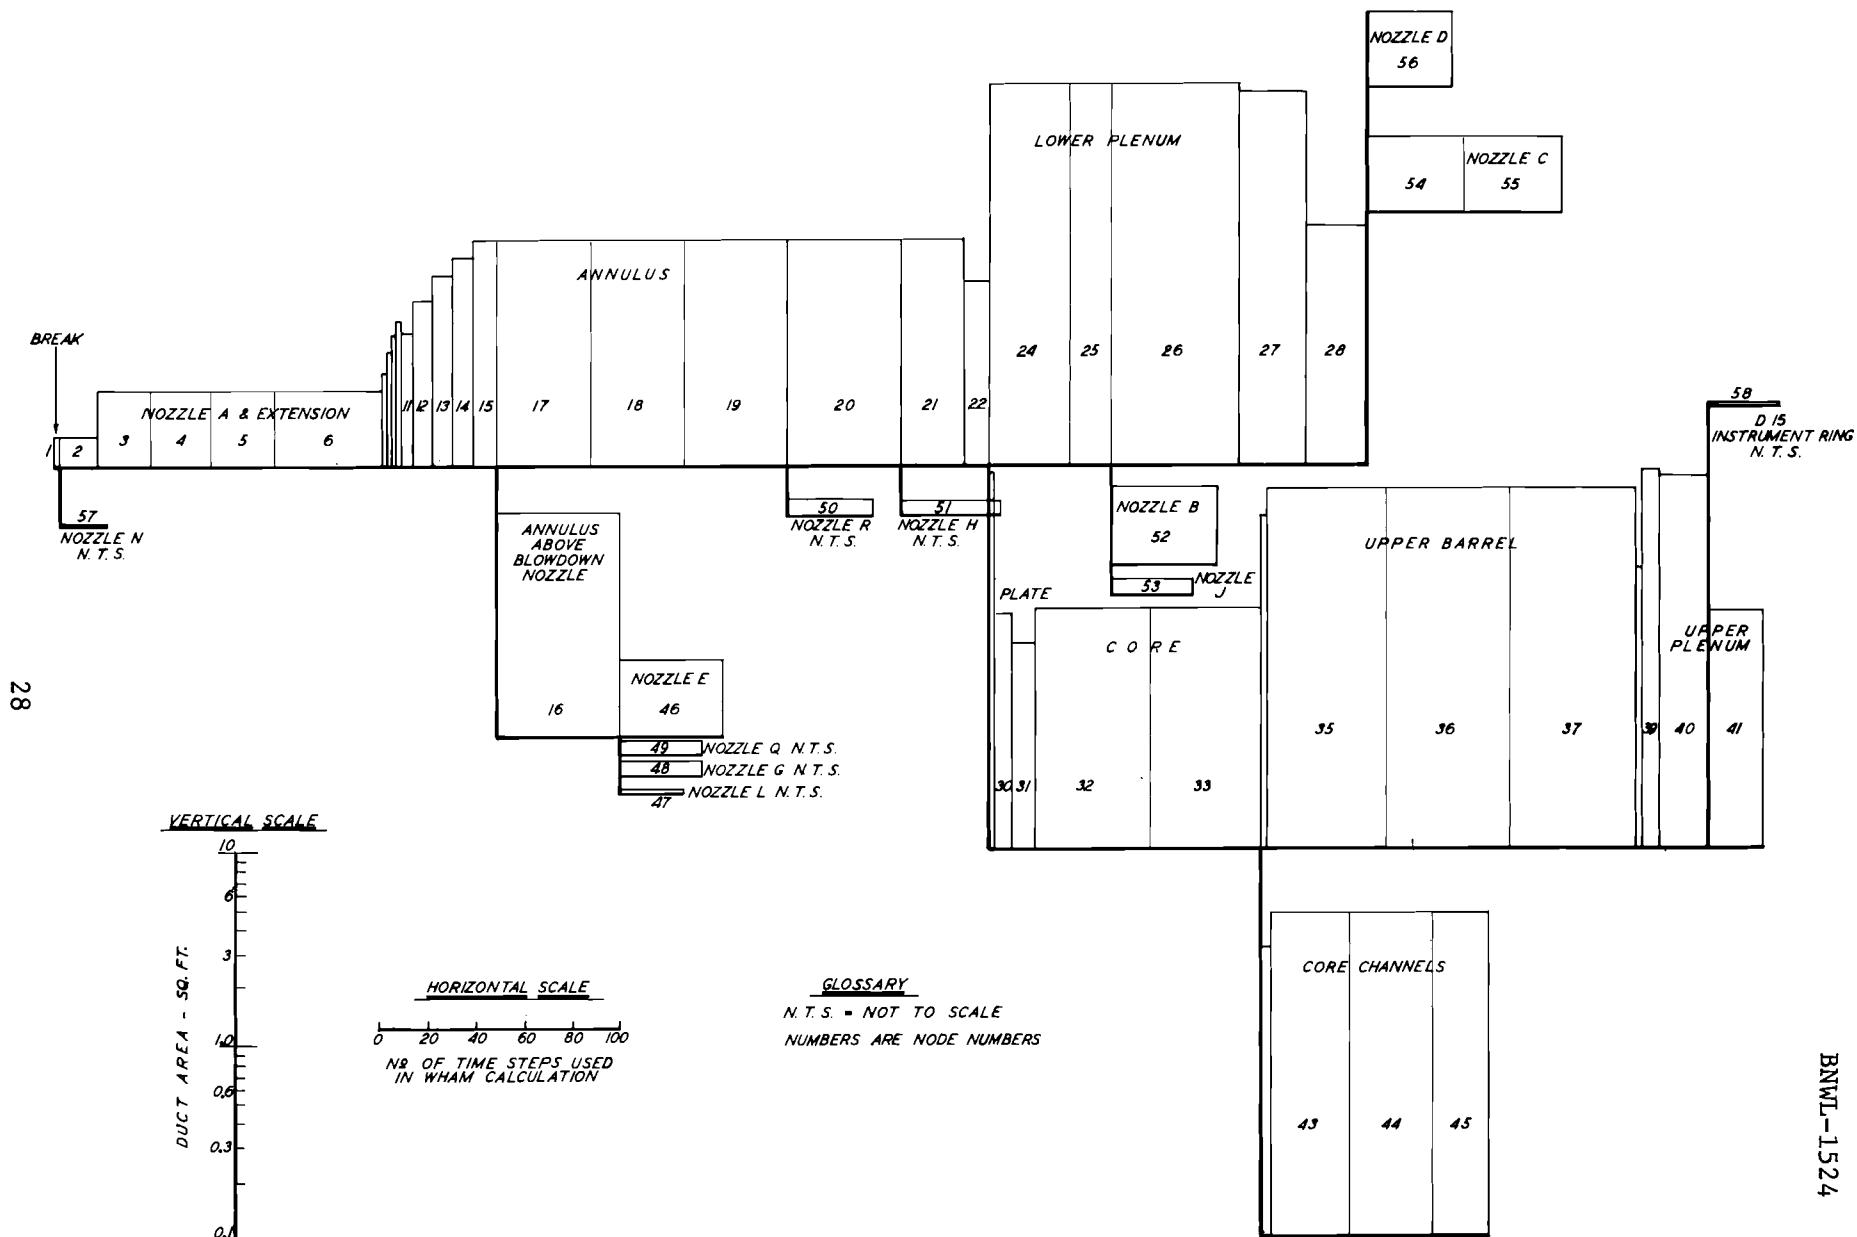 NOZZLE D
56
LOWER PLENUM
NOZZLE C
54 55
ANNULUS
BREAK
24 25 26 27 28
NOZZLE A & EXTENSION
1 2 3 4 5 6 11 12 13 14 15 17 18 19 20 21 22
58
D 15
INSTRUMENT RING
N. T. S.
57
NOZZLE N
N. T. S.
50
NOZZLE R
N. T. S.
51
NOZZLE H
N. T. S.
NOZZLE B
52
53
NOZZLE
J
ANNULUS
ABOVE
BLOWDOWN
NOZZLE
16
NOZZLE E
46
49 NOZZLE Q N.T.S.
48 NOZZLE G N.T.S.
47 NOZZLE L N.T.S.
PLATE
CORE
30 31 32 33
UPPER BARREL
35 36 37 39 40 41
UPPER
PLENUM
CORE CHANNELS
43 44 45
VERTICAL SCALE
10
6
3
1.0
0.6
0.3
0.1
DUCT AREA - SQ. FT.
HORIZONTAL SCALE
0 20 40 60 80 100
Nº OF TIME STEPS USED
IN WHAM CALCULATION
GLOSSARY
N. T. S. = NOT TO SCALE
NUMBERS ARE NODE NUMBERS
28
BNWL-1524